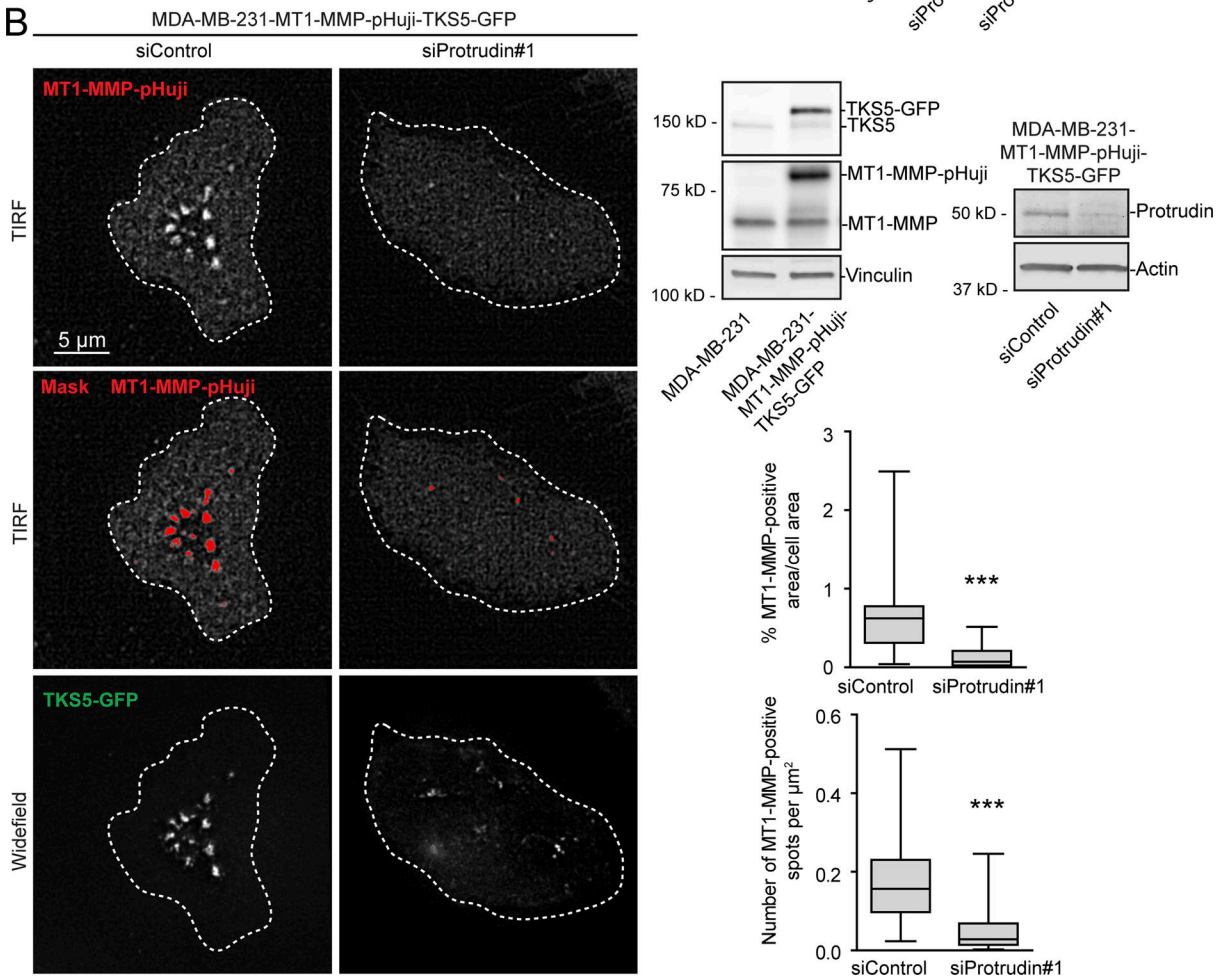 B
MDA-MB-231-MT1-MMP-pHuji-TKS5-GFP
siControl
siProtrudin#1
MT1-MMP-pHuji
TIRF
5 µm
Mask MT1-MMP-pHuji
TIRF
TKS5-GFP
Widefield
150 kD -
-TKS5-GFP
-TKS5
75 kD -
-MT1-MMP-pHuji
-MT1-MMP
-Vinculin
100 kD -
MDA-MB-231
MDA-MB-231-
MT1-MMP-pHuji-
TKS5-GFP
MDA-MB-231-
MT1-MMP-pHuji-
TKS5-GFP
50 kD -
-Protrudin
-Actin
37 kD -
siControl
siProtrudin#1
% MT1-MMP-positive
area/cell area
3
2
1
0
***
siControl
siProtrudin#1
Number of MT1-MMP-positive
spots per µm²
0.6
0.4
0.2
0.0
***
siControl
siProtrudin#1